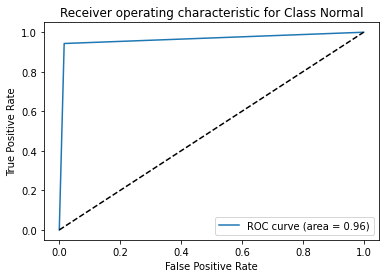 Receiver operating characteristic for Class Normal
1.0
0.8
0.6
0.4
0.2
0.0
True Positive Rate
ROC curve (area = 0.96)
0.0 0.2 0.4 0.6 0.8 1.0
False Positive Rate